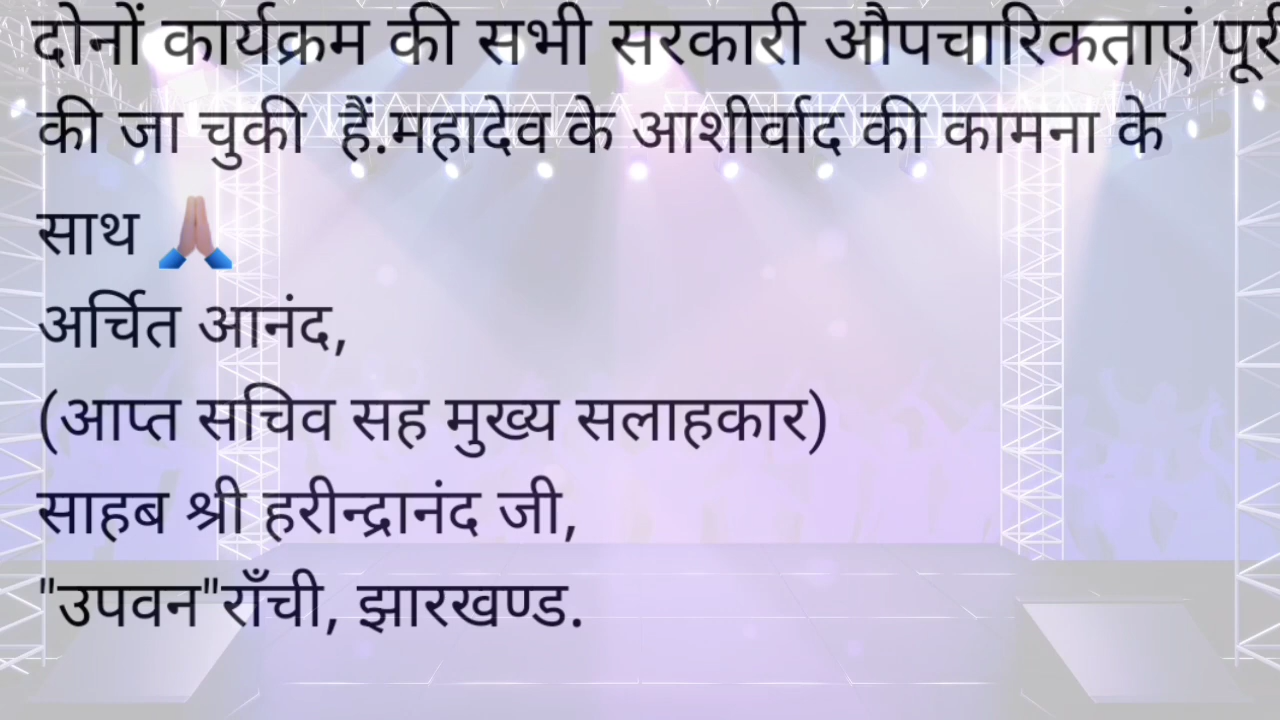 दोनों कार्यक्रम की सभी सरकारी औपचारिकताएं पूरी
की जा चुकी  हैं.महादेव के आशीर्वाद की कामना के
साथ 🙏🏼
अर्चित आनंद,
(आप्त सचिव सह मुख्य सलाहकार)
साहब श्री हरीन्द्रानंद जी,
"उपवन"राँची, झारखण्ड.